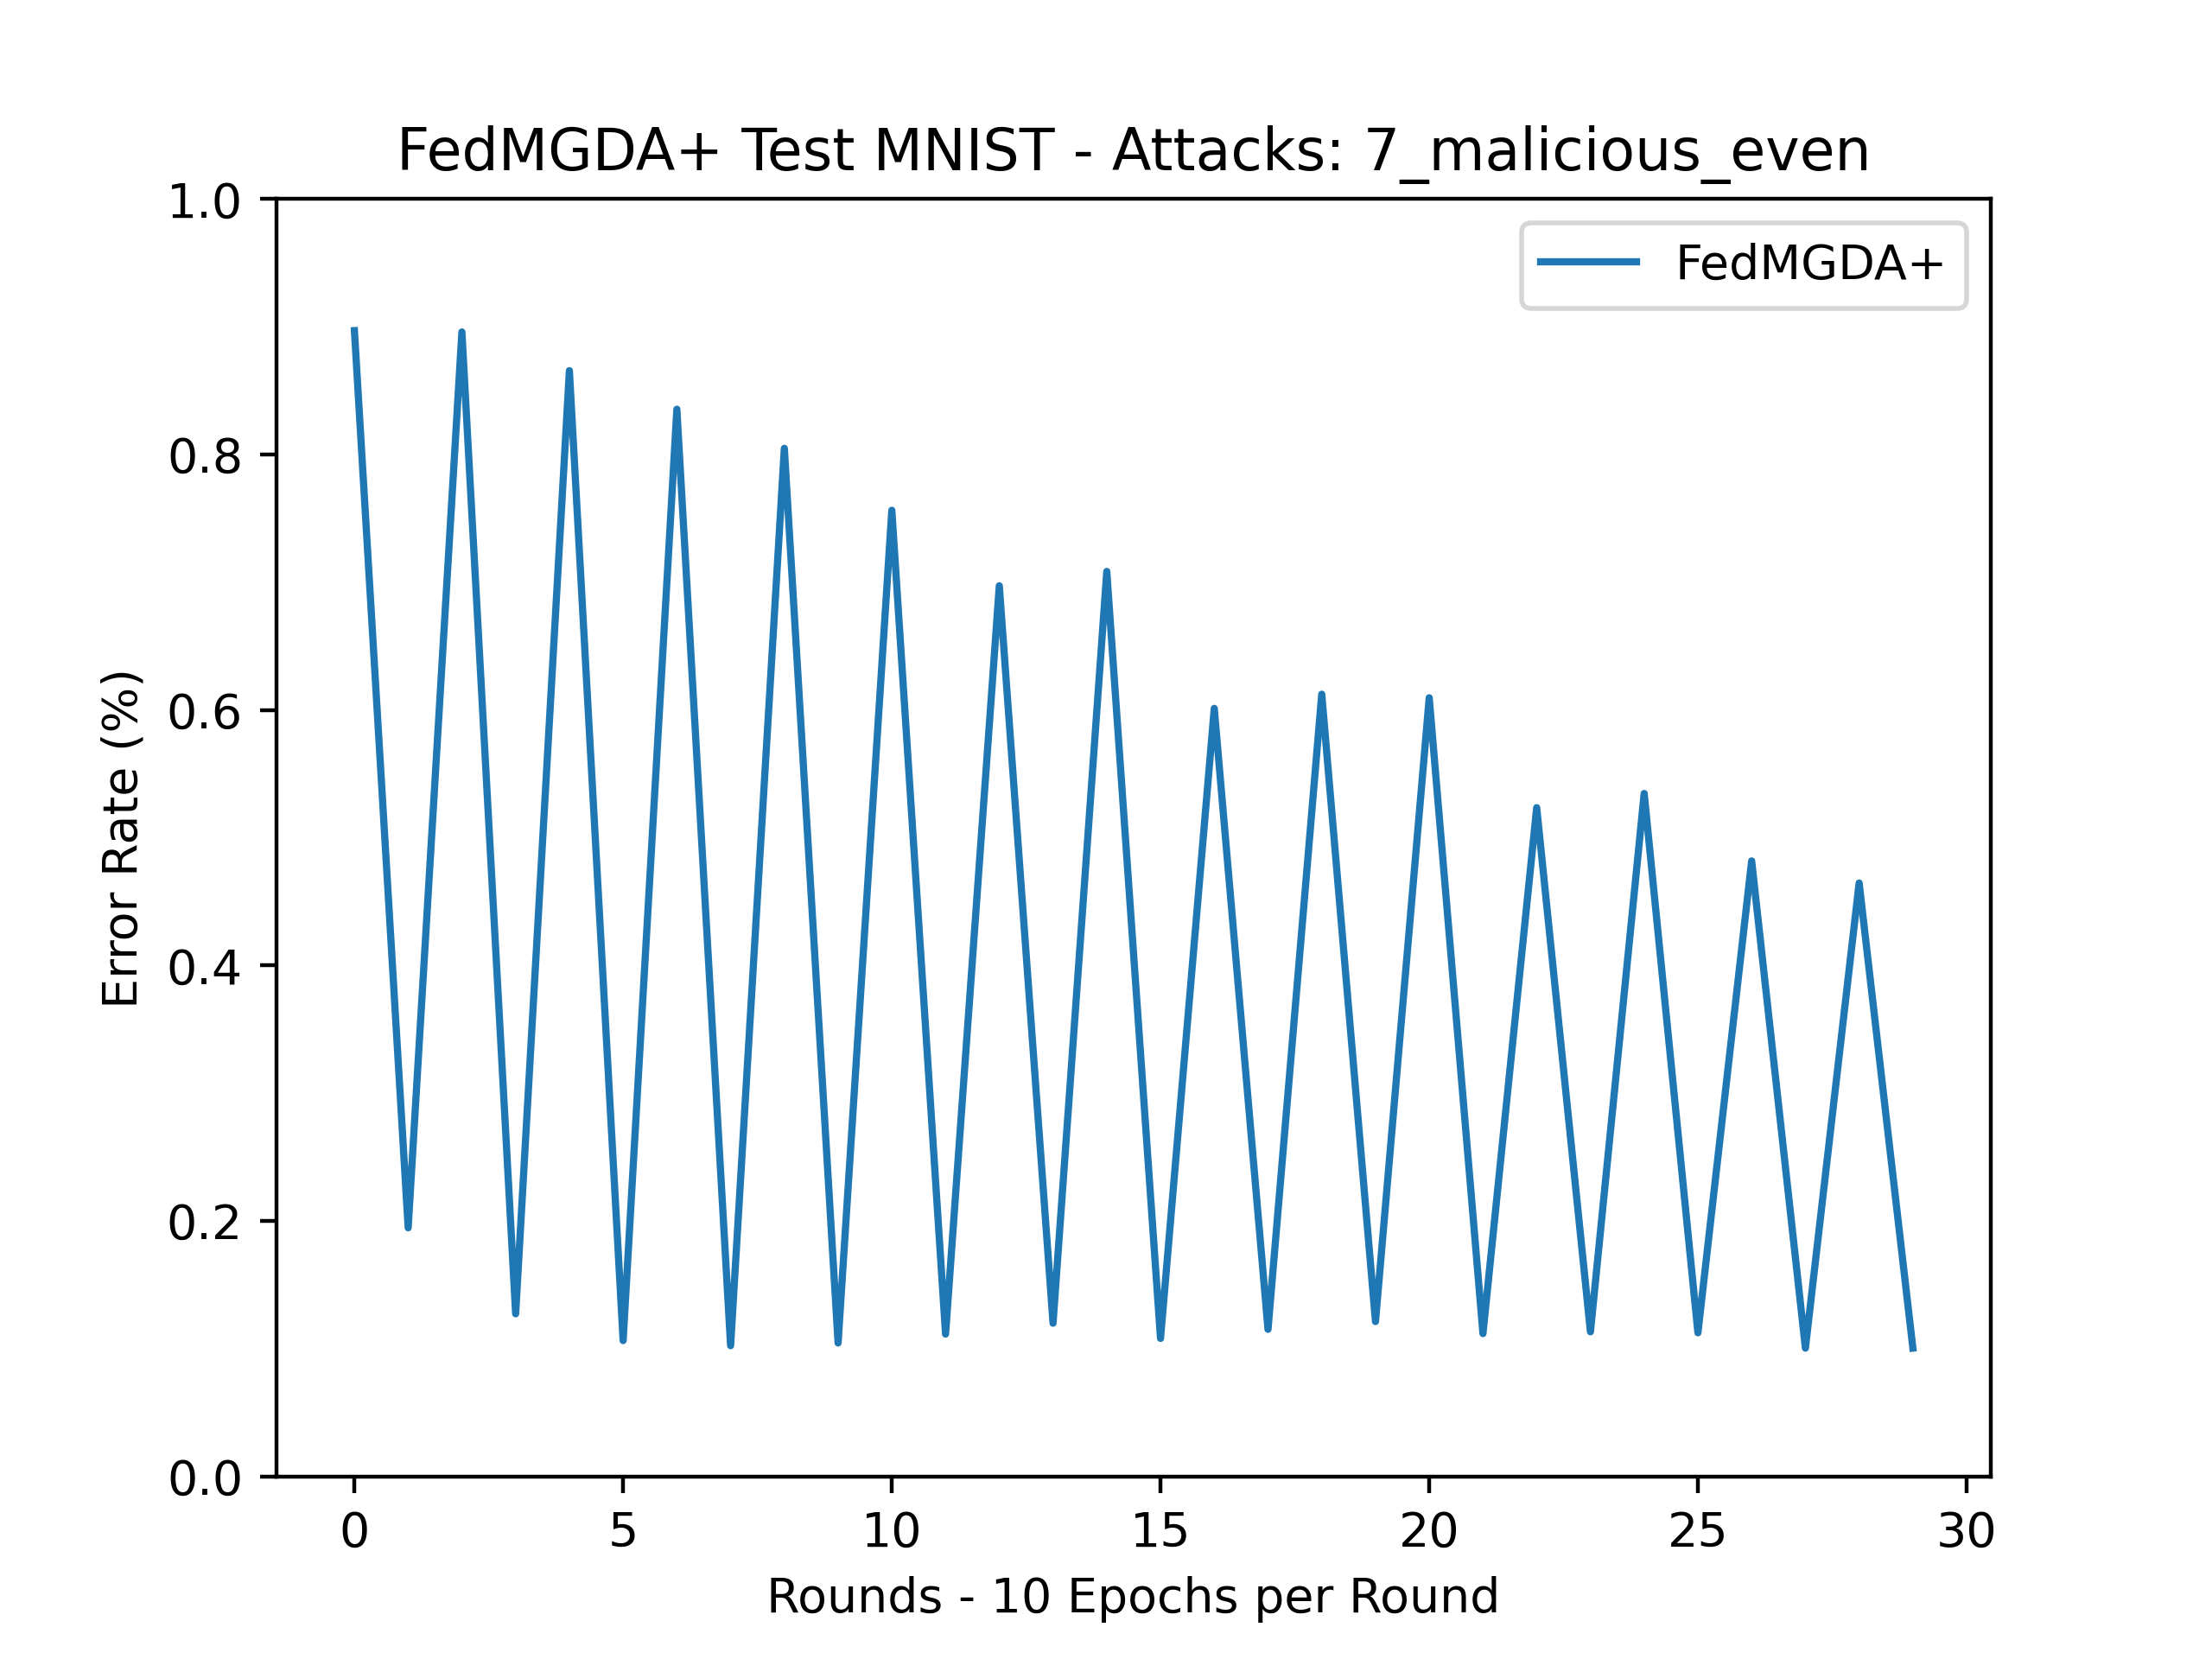 FedMGDA+ Test MNIST - Attacks: 7_malicious_even
1.0
FedMGDA+
0.8
0.6
0.4
0.2
0.0
Error Rate (%)
0 5 10 15 20 25 30
Rounds - 10 Epochs per Round